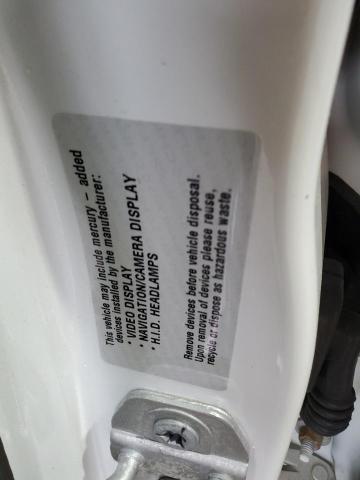 This vehicle may include mercury - added
devices installed by the manufacturer:
• VIDEO DISPLAY
• NAVIGATION/CAMERA DISPLAY
• H.I.D. HEADLAMPS
Remove devices before vehicle disposal.
Upon removal of devices please reuse,
recycle or dispose as hazardous waste.